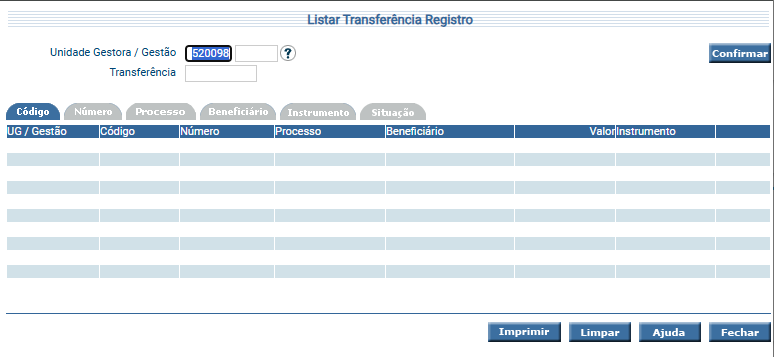 Listar Transferência Registro
Unidade Gestora / Gestão 520098 ?
Confirmar
Transferência
Código Número Processo Beneficiário Instrumento Situação
UG / Gestão Código Número Processo Beneficiário Valor Instrumento
Imprimir Limpar Ajuda Fechar